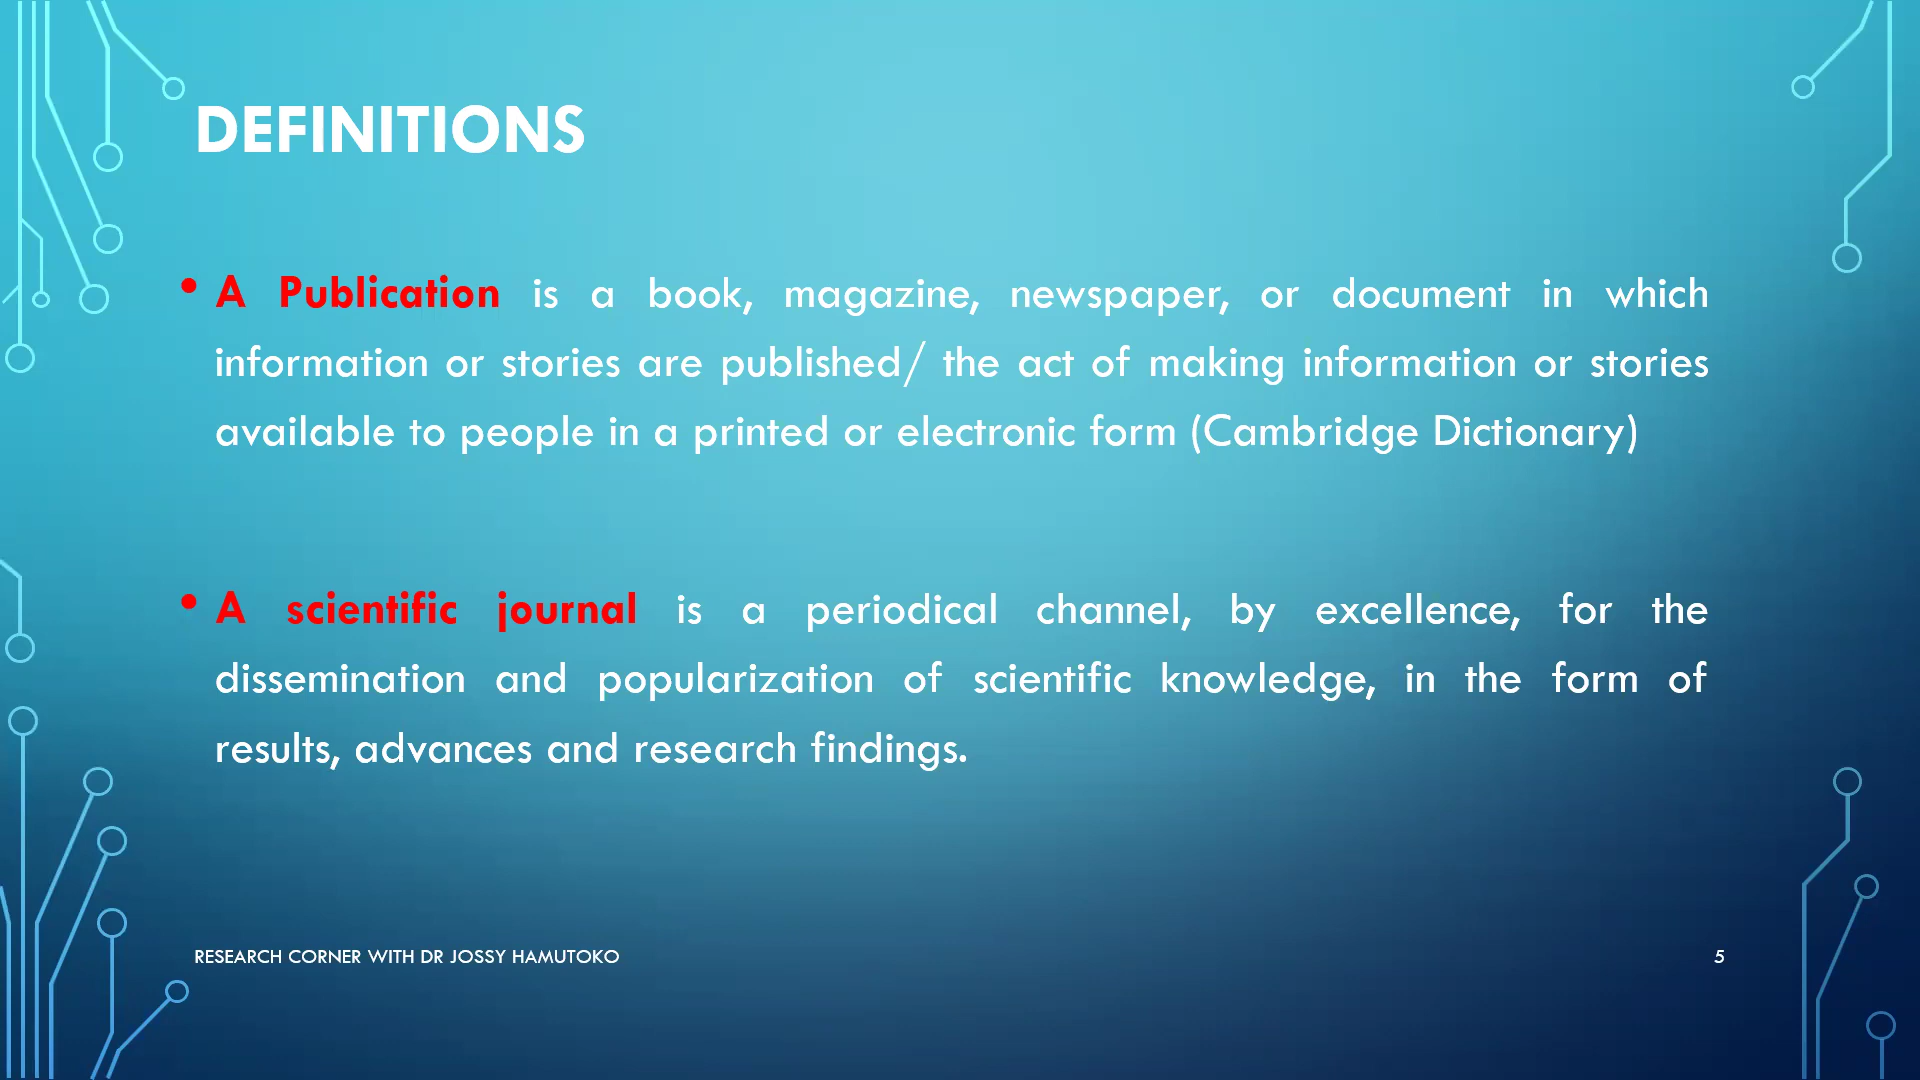 DEFINITIONS
• A Publication is a book, magazine, newspaper, or document in which
information or stories are published/ the act of making information or stories
available to people in a printed or electronic form (Cambridge Dictionary)
• A scientific journal is a periodical channel, by excellence, for the
dissemination and popularization of scientific knowledge, in the form of
results, advances and research findings.
RESEARCH CORNER WITH DR JOSSY HAMUTOKO
5